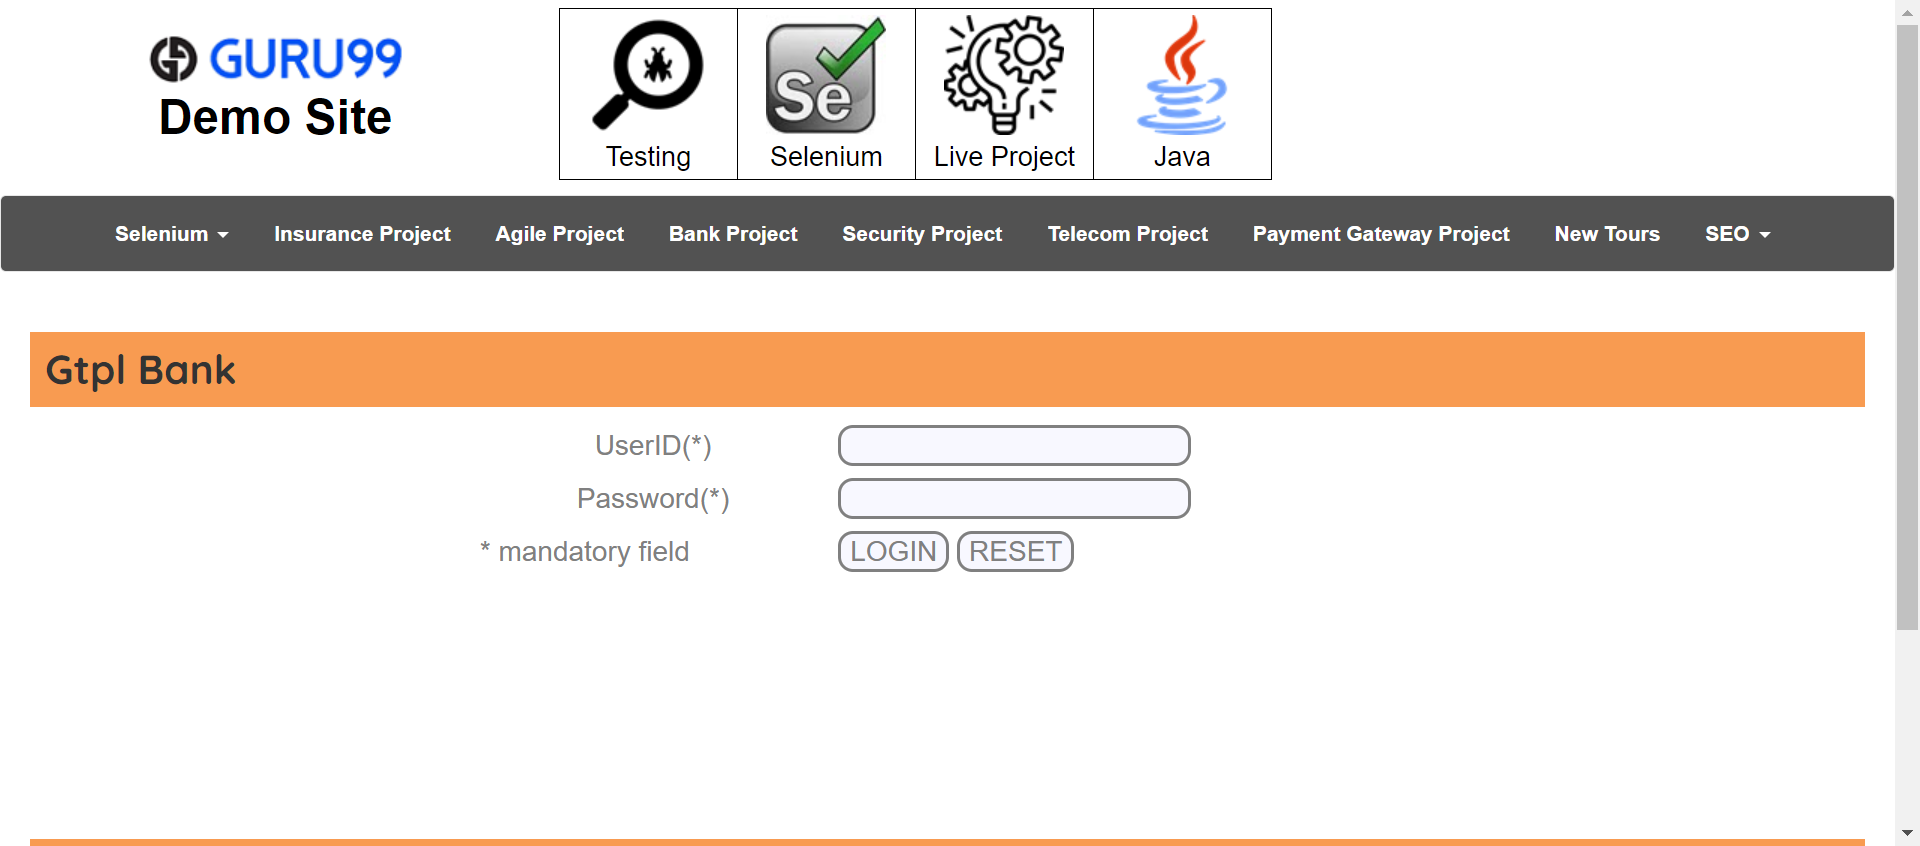 GURU99
Demo Site
Se
Testing Selenium Live Project Java
Selenium Insurance Project Agile Project Bank Project Security Project Telecom Project Payment Gateway Project New Tours SEO
Gtpl Bank
UserID(*)
Password(*)
* mandatory field LOGIN RESET